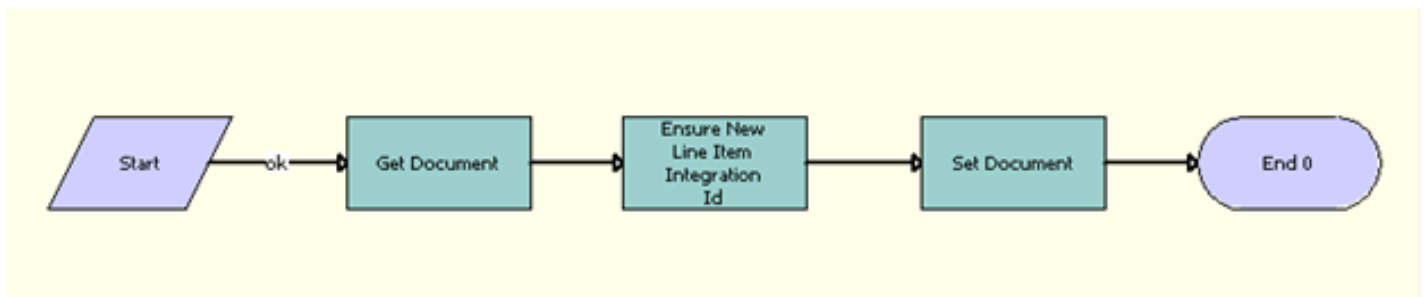 Start
ok
Get Document
Ensure New
Line Item
Integration
Id
Set Document
End 0